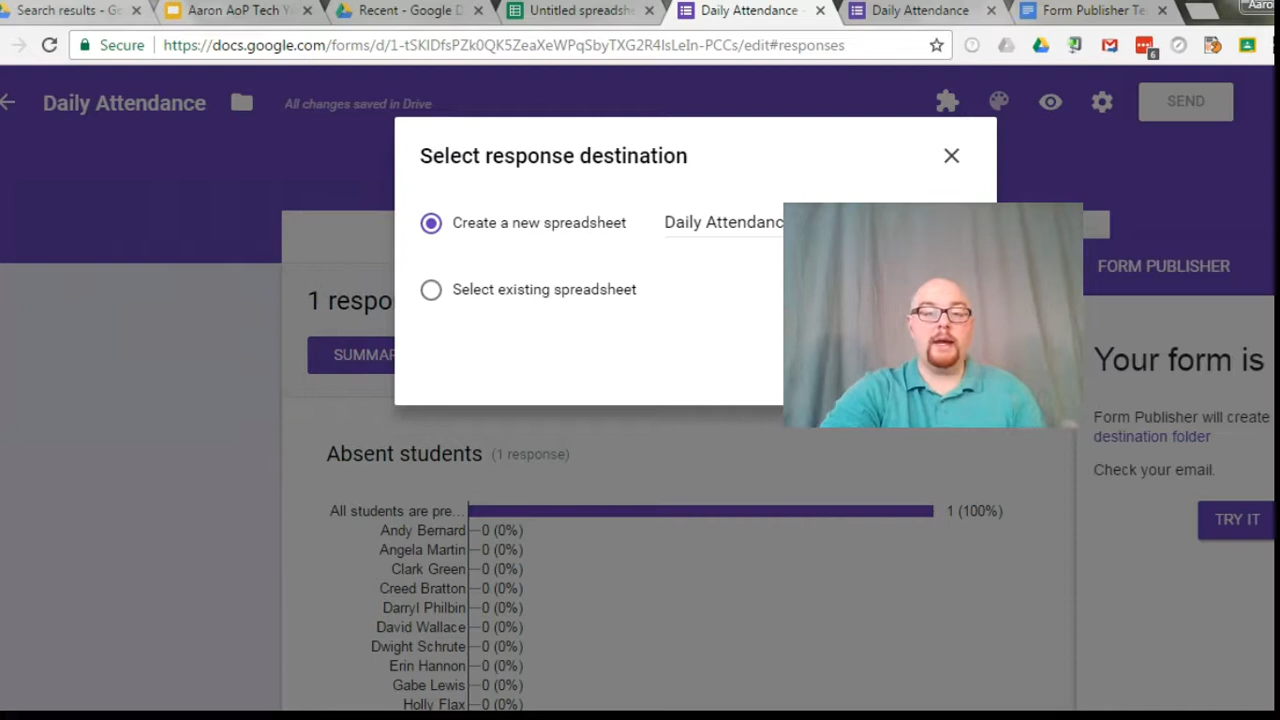 Search results - Go
Aaron AoP Tech
Recent - Google D
Untitled spreadshe
Daily Attendance -
Daily Attendance
Form Publisher Te
Secure
https://docs.google.com/forms/d/1-tSKlDfsPZk0QK5ZeaXeWPqSbyTXG2R4IsLeIn-PCCs/edit#responses
6
Daily Attendance
All changes saved in Drive
SEND
Select response destination
Create a new spreadsheet
Daily Attendanc
Select existing spreadsheet
1 respo
SUMMAR
FORM PUBLISHER
Your form is
Form Publisher will create
destination folder
Check your email.
TRY IT
Absent students (1 response)
All students are pre... 1 (100%)
Andy Bernard 0 (0%)
Angela Martin 0 (0%)
Clark Green 0 (0%)
Creed Bratton 0 (0%)
Darryl Philbin 0 (0%)
David Wallace 0 (0%)
Dwight Schrute 0 (0%)
Erin Hannon 0 (0%)
Gabe Lewis 0 (0%)
Holly Flax 0 (0%)